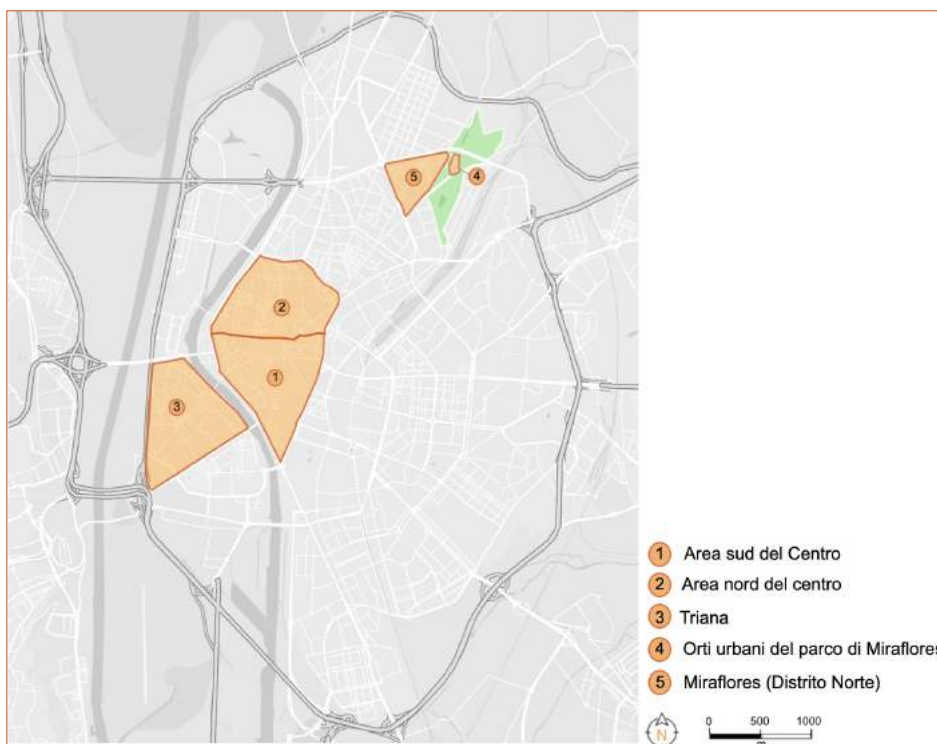 5
4
2
1
3
1 Area sud del Centro
2 Area nord del centro
3 Triana
4 Orti urbani del parco di Miraflores
5 Miraflores (Distrito Norte)
N
0 500 1000
m